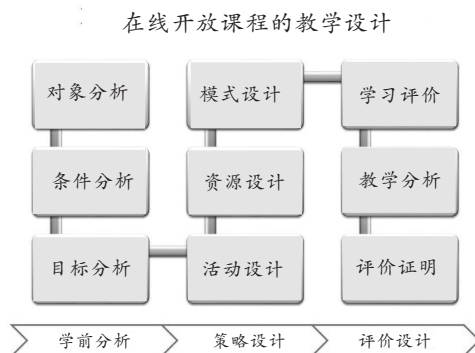 在线开放课程的教学设计
对象分析 模式设计 学习评价
条件分析 资源设计 教学分析
目标分析 活动设计 评价证明
学前分析 策略设计 评价设计